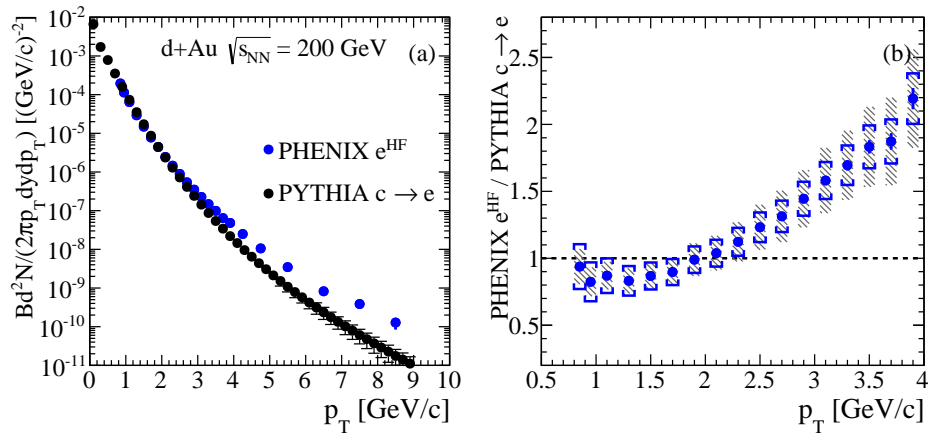 d+Au √s_NN = 200 GeV (a)
PHENIX e^HF
PYTHIA c → e
Bd²N/(2πp_T dydp_T) [(GeV/c)⁻²]
10⁻²
10⁻³
10⁻⁴
10⁻⁵
10⁻⁶
10⁻⁷
10⁻⁸
10⁻⁹
10⁻¹⁰
10⁻¹¹
0 1 2 3 4 5 6 7 8 9 10
p_T [GeV/c]
(b)
PHENIX e^HF / PYTHIA c → e
2.5
2
1.5
1
0.5
0.5 1 1.5 2 2.5 3 3.5 4
p_T [GeV/c]